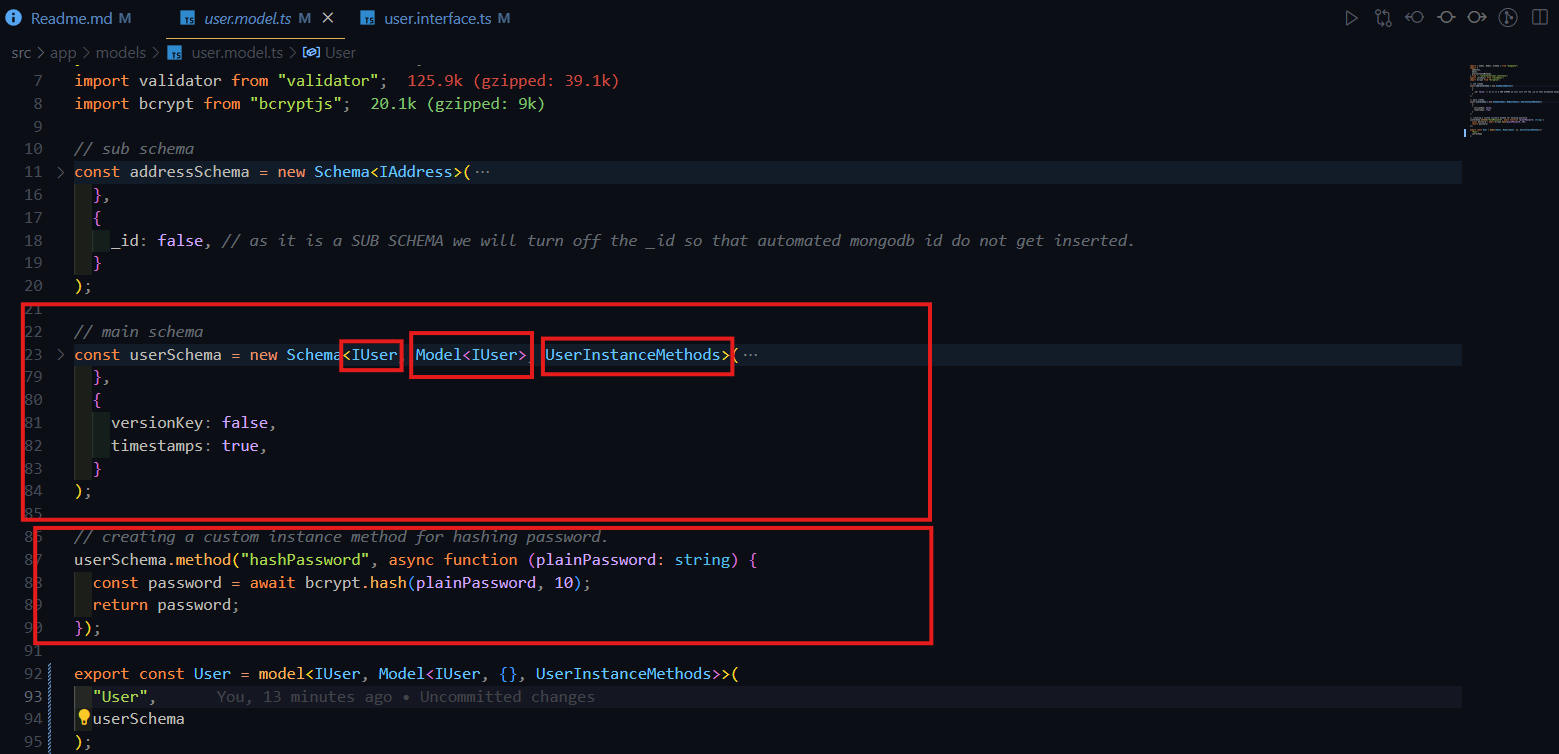 Readme.md M
TS user.model.ts M
TS user.interface.ts M
src > app > models > TS user.model.ts > User
7 import validator from "validator"; 125.9k (gzipped: 39.1k)
8 import bcrypt from "bcryptjs"; 20.1k (gzipped: 9k)
9
10 // sub schema
11 const addressSchema = new Schema<IAddress>( ···
16 },
17 {
18 _id: false, // as it is a SUB SCHEMA we will turn off the _id so that automated mongodb id do not get inserted.
19 }
20 );
21
22 // main schema
23 const userSchema = new Schema<IUser, Model<IUser>, UserInstanceMethods>( ···
79 },
80 {
81 versionKey: false,
82 timestamps: true,
83 }
84 );
85
86 // creating a custom instance method for hashing password.
87 userSchema.method("hashPassword", async function (plainPassword: string) {
88 const password = await bcrypt.hash(plainPassword, 10);
89 return password;
90 });
91
92 export const User = model<IUser, Model<IUser, {}, UserInstanceMethods>>(
93 "User", You, 13 minutes ago • Uncommitted changes
94 userSchema
95 );